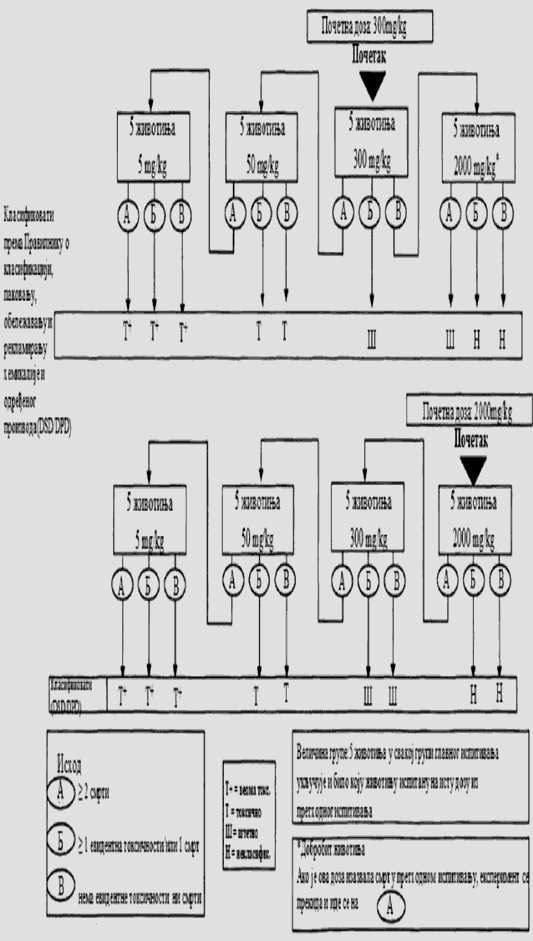 Почетна доза: 300mg/kg
Почетак
5 животиња
5 mg/kg
5 животиња
50 mg/kg
5 животиња
300 mg/kg
5 животиња
2000 mg/kg*
А Б В А Б В А Б В А Б В
Класификовати
према Правилнику о
класификацији,
паковању,
обележавању и
рекламирању
хемикалије и
одређеног
производа(DSD/DPD)
Т+ Т+ Т+ Т Т Ш Ш Н Н
Почетна доза: 2000mg/kg
Почетак
5 животиња
5 mg/kg
5 животиња
50 mg/kg
5 животиња
300 mg/kg
5 животиња
2000 mg/kg
А Б В А Б В А Б В А Б В
Класификовати
(DSD/DPD)
Т+ Т+ Т+ Т Т Ш Ш Н Н
Исход
А ≥ 2 смрти
Б ≥ 1 евидентна токсичности/или 1 смрт
В нема евидентне токсичности ни смрти
Т+ = веома токс.
Т = токсично
Ш = штетно
Н = некласифик.
Величина групе: 5 животиња у свакој групи главног испитивања
укључује и било коју животињу испитану на исту дозу из
претходног испитивања
*Добробит животиња
Ако је ова доза изазвала смрт у претходном испитивању, експеримент се
прекида и иде се на А